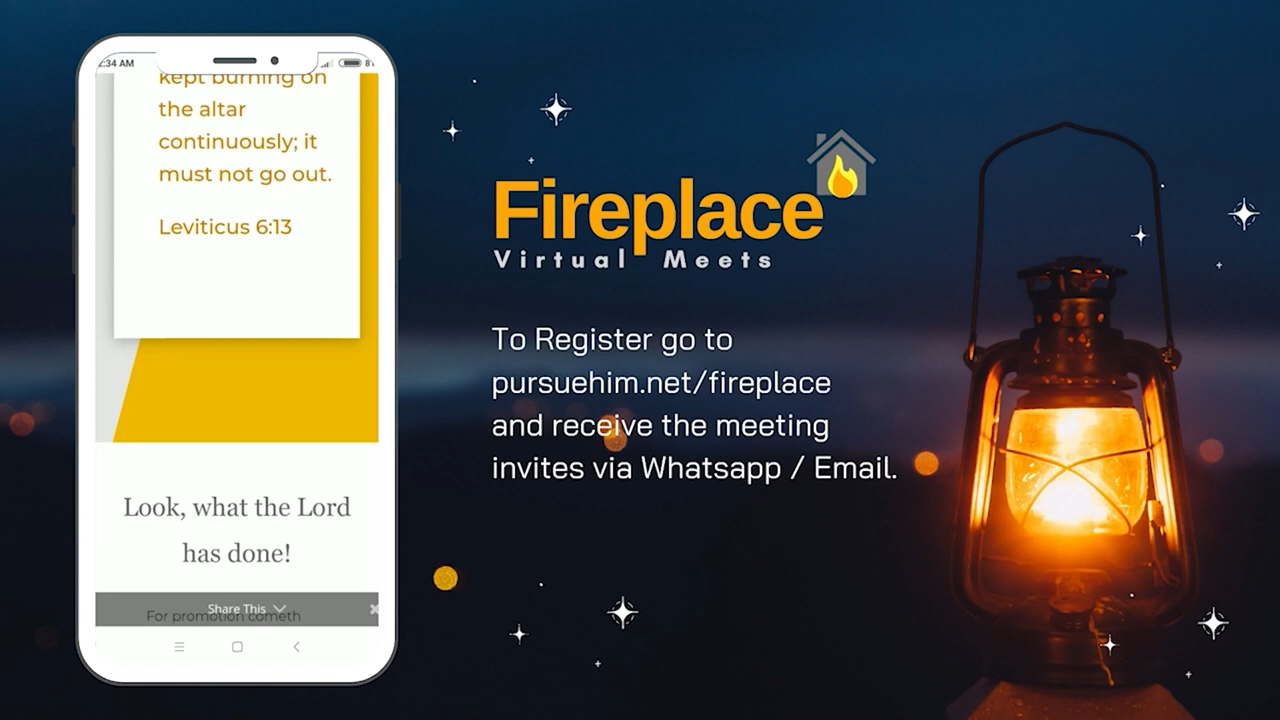 :34 AM
kept burning on
the altar
continuously; it
must not go out.
Leviticus 6:13
Look, what the Lord
has done!
Share This
For promotion cometh
Fireplace
Virtual Meets
To Register go to
pursuehim.net/fireplace
and receive the meeting
invites via Whatsapp / Email.